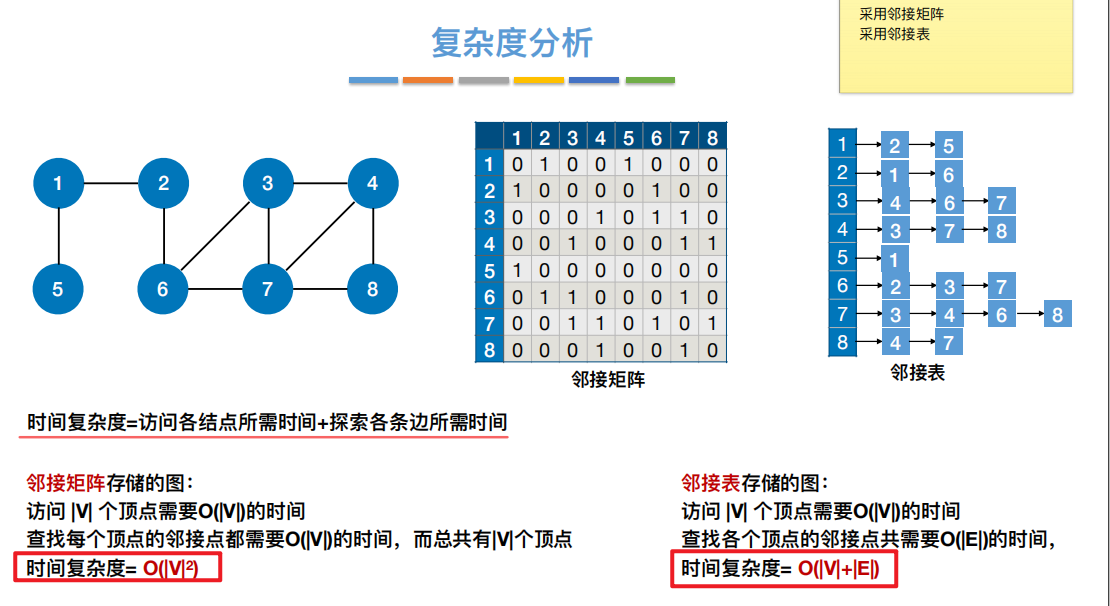 采用邻接矩阵
采用邻接表
复杂度分析
1 2 3 4
5 6 7 8
1 2 3 4 5 6 7 8
1 0 1 0 0 1 0 0 0
2 1 0 0 0 0 1 0 0
3 0 0 0 1 0 1 1 0
4 0 0 1 0 0 0 1 1
5 1 0 0 0 0 0 0 0
6 0 1 1 0 0 0 1 0
7 0 0 1 1 0 1 0 1
8 0 0 0 1 0 0 1 0
邻接矩阵
1 2 5
2 1 6
3 4 6 7
4 3 7 8
5 1
6 2 3 7
7 3 4 6 8
8 4 7
邻接表
时间复杂度=访问各结点所需时间+探索各条边所需时间
邻接矩阵存储的图：
访问 |V| 个顶点需要O(|V|)的时间
查找每个顶点的邻接点都需要O(|V|)的时间，而总共有|V|个顶点
时间复杂度= O(|V|²)
邻接表存储的图：
访问 |V| 个顶点需要O(|V|)的时间
查找各个顶点的邻接点共需要O(|E|)的时间，
时间复杂度= O(|V|+|E|)